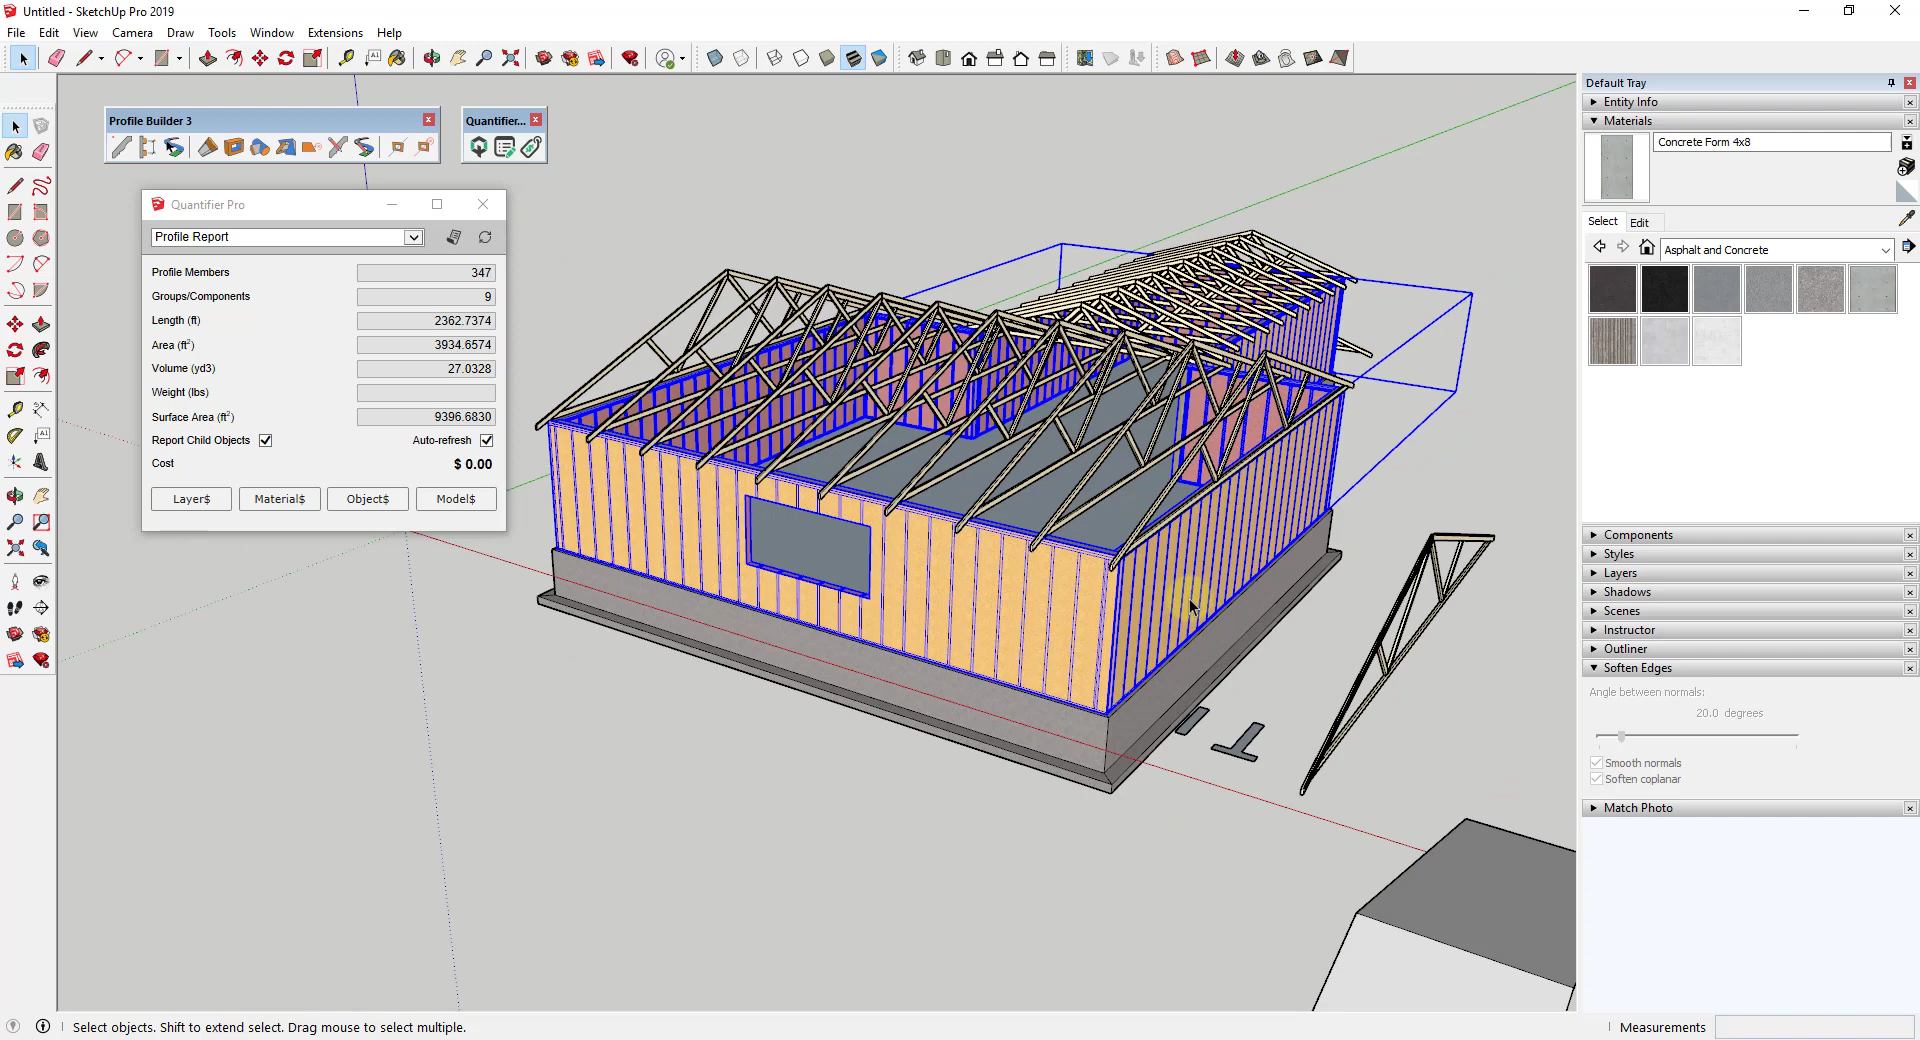 Untitled - SketchUp Pro 2019
File Edit View Camera Draw Tools Window Extensions Help
Profile Builder 3
Quantifier...
Quantifier Pro
Profile Report
Profile Members 347
Groups/Components 9
Length (ft) 2362.7374
Area (ft²) 3934.6574
Volume (yd3) 27.0328
Weight (lbs)
Surface Area (ft²) 9396.6830
Report Child Objects Auto-refresh
Cost $ 0.00
Layer$ Material$ Object$ Model$
Default Tray
Entity Info
Materials
Concrete Form 4x8
Select Edit
Asphalt and Concrete
Components
Styles
Layers
Shadows
Scenes
Instructor
Outliner
Soften Edges
Angle between normals:
20.0 degrees
Smooth normals
Soften coplanar
Match Photo
Select objects. Shift to extend select. Drag mouse to select multiple.
Measurements